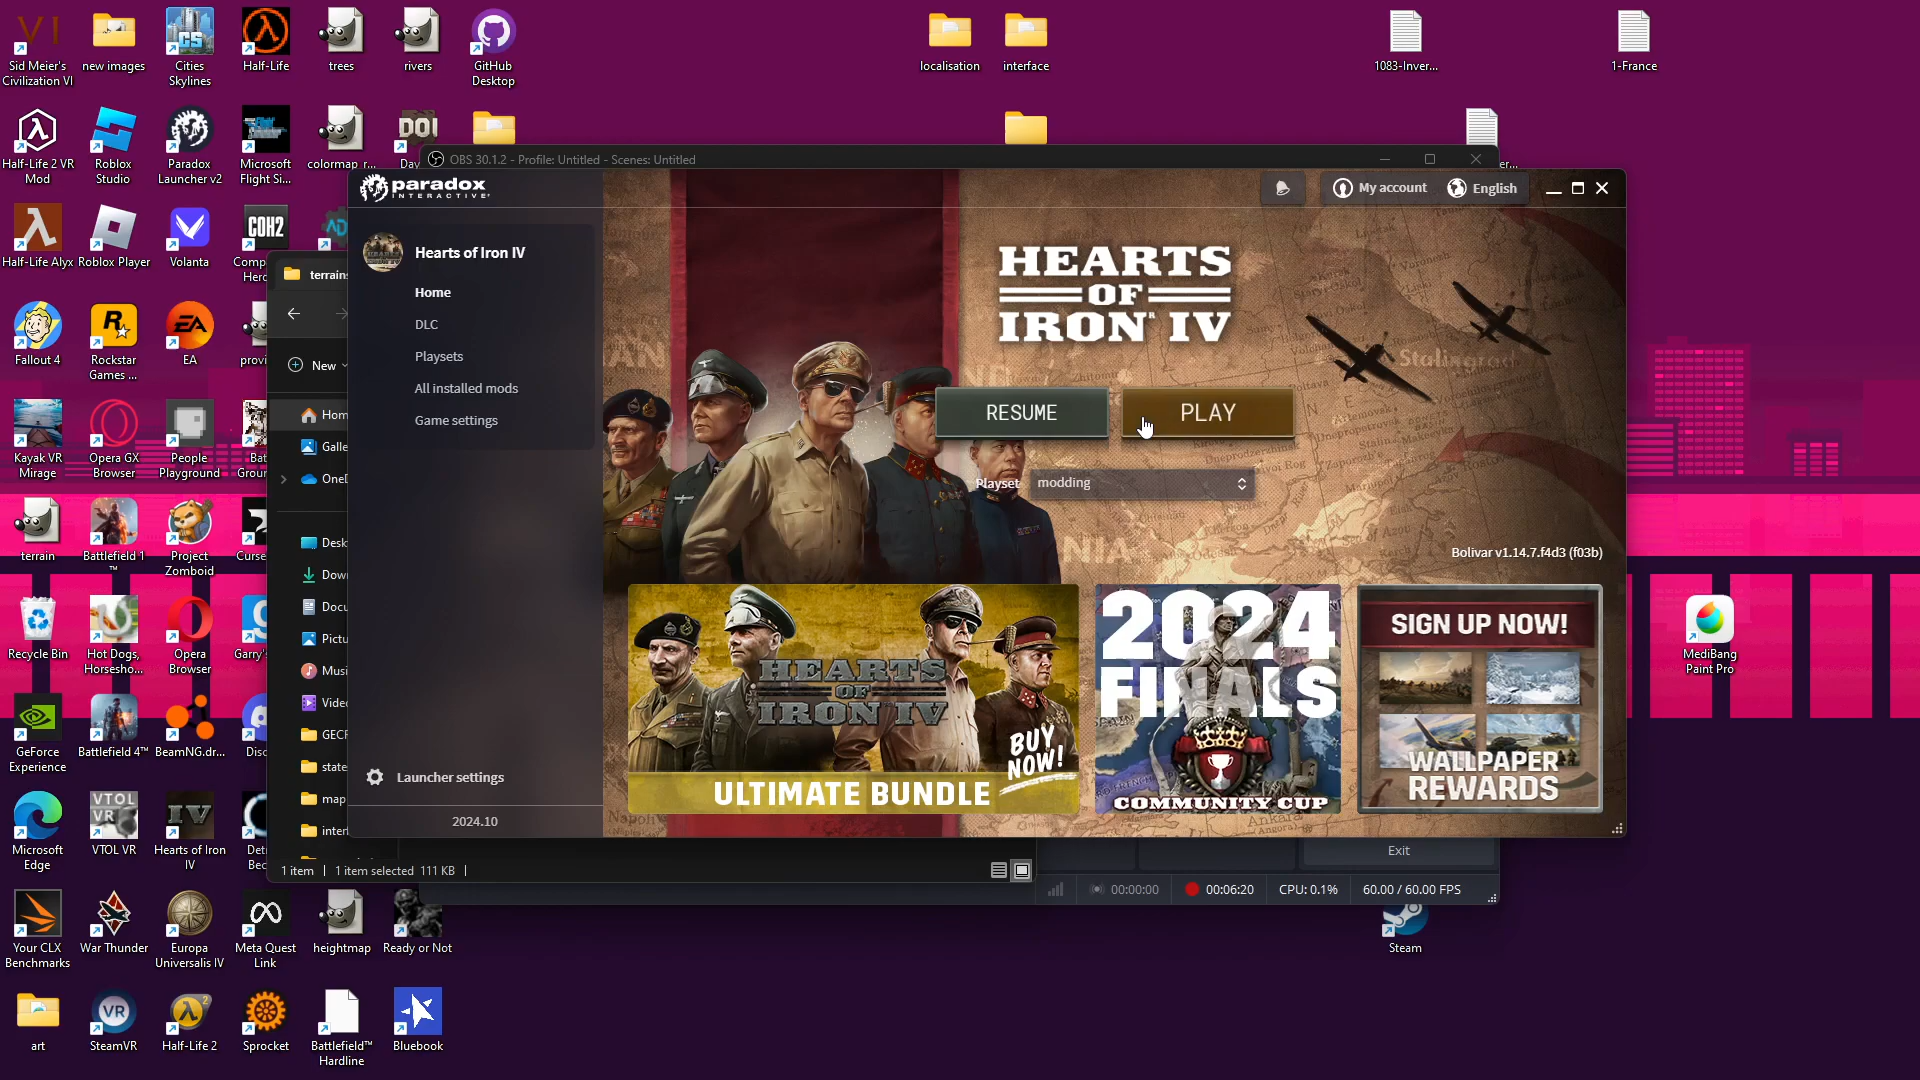 Sid Meier's
Civilization VI
new images
Cities
Skylines
Half-Life
trees
rivers
GitHub
Desktop
localisation
interface
1083-Inver...
1-France
Half-Life 2 VR
Mod
Roblox
Studio
Paradox
Launcher v2
Microsoft
Flight Si...
colormap_r...
OBS 30.1.2 - Profile: Untitled - Scenes: Untitled
paradox
INTERACTIVE
My account
English
Half-Life Alyx
Roblox Player
Volanta
COH2
terrains
Hearts of Iron IV
Home
DLC
Playsets
All installed mods
Game settings
HEARTS
OF
IRON IV
Stalingrad
RESUME
PLAY
Playset
modding
Bolivar v1.14.7.f4d3 (f03b)
Fallout 4
Rockstar
Games ...
EA
New
Kayak VR
Mirage
Opera GX
Browser
People
Playground
terrain
Battlefield 1
™
Project
Zomboid
Recycle Bin
Hot Dogs,
Horsesho...
Opera
Browser
GeForce
Experience
Battlefield 4™
BeamNG.dr...
HEARTS
OF
IRON IV
BUY
NOW!
ULTIMATE BUNDLE
2024
FINALS
COMMUNITY CUP
SIGN UP NOW!
WALLPAPER
REWARDS
MediBang
Paint Pro
Launcher settings
2024.10
Microsoft
Edge
VTOL
VR
VTOL VR
Hearts of Iron
IV
1 item
1 item selected 111 KB
Exit
00:00:00
00:06:20
CPU: 0.1%
60.00 / 60.00 FPS
Your CLX
Benchmarks
War Thunder
Europa
Universalis IV
Meta Quest
Link
heightmap
Ready or Not
Steam
art
SteamVR
Half-Life 2
Sprocket
Battlefield™
Hardline
Bluebook